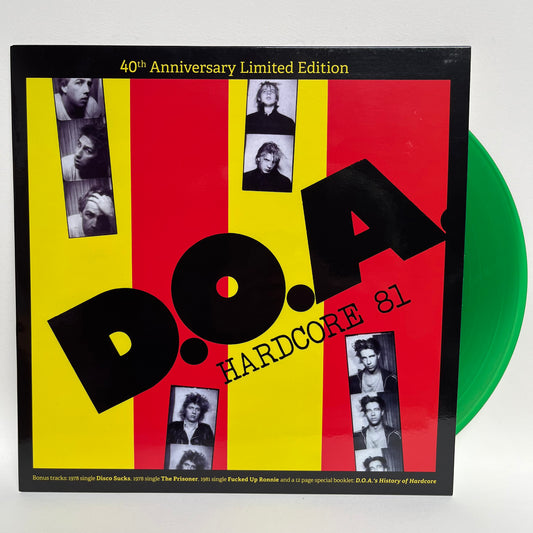 40th Anniversary Limited Edition
D.O.A.
HARDCORE 81
Bonus tracks: 1978 single Disco Sucks, 1978 single The Prisoner, 1981 single Fucked Up Ronnie and a 12 page special booklet: D.O.A.'s History of Hardcore